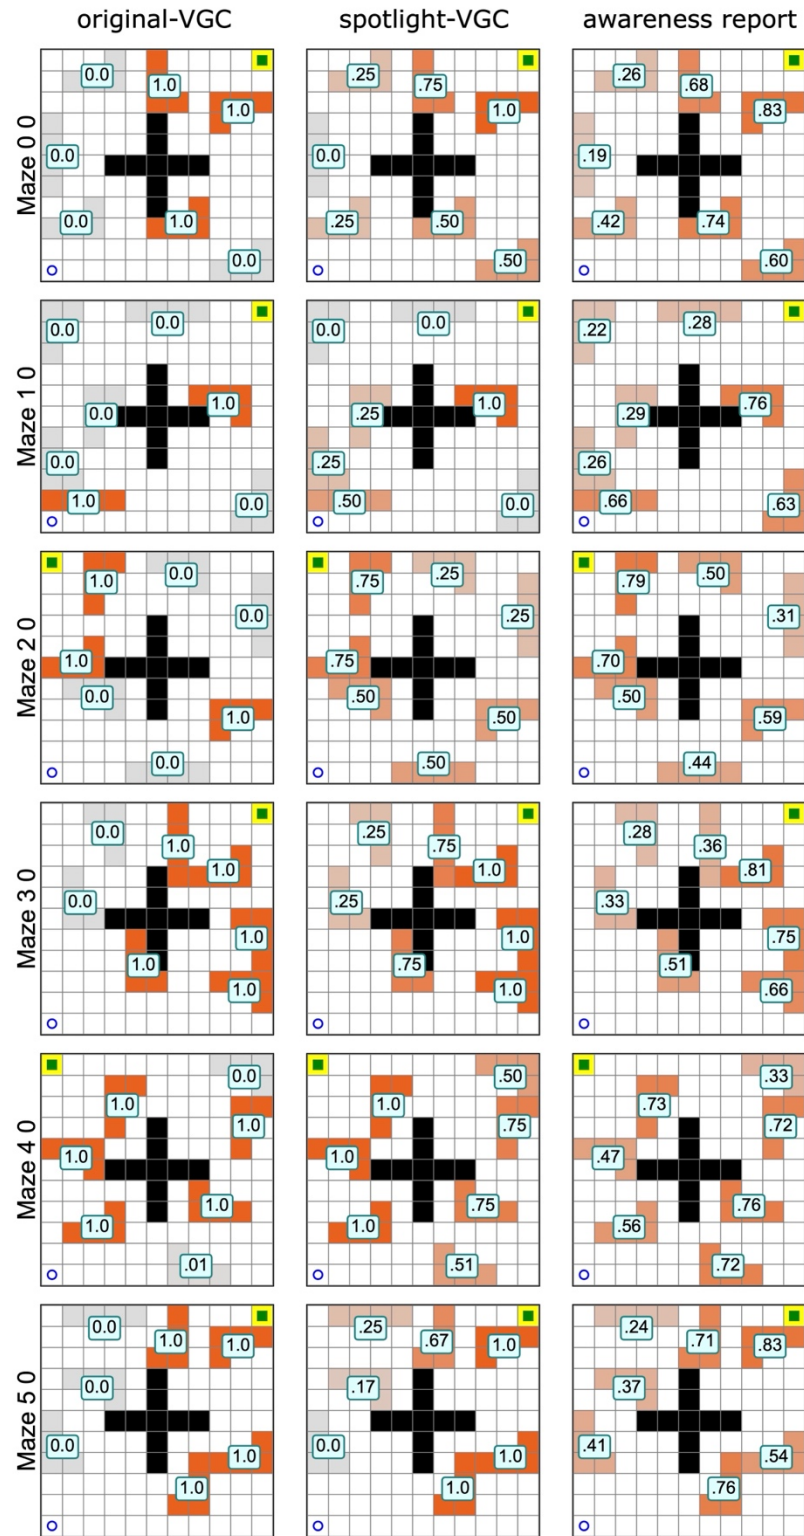 original-VGC spotlight-VGC awareness report
Maze 0 0
0.0 1.0 1.0 0.0 0.0 1.0 0.0
.25 .75 1.0 0.0 .25 .50 .50
.26 .68 .83 .19 .42 .74 .60
Maze 1 0
0.0 0.0 1.0 0.0 0.0 1.0 0.0
0.0 0.0 1.0 .25 .25 .50 0.0
.22 .28 .76 .29 .26 .66 .63
Maze 2 0
1.0 0.0 0.0 1.0 0.0 1.0 0.0
.75 .25 .25 .75 .50 .50 .50
.79 .50 .31 .70 .50 .59 .44
Maze 3 0
0.0 1.0 1.0 0.0 1.0 1.0 1.0
.25 .75 1.0 .25 1.0 .75 1.0
.28 .36 .81 .33 .75 .51 .66
Maze 4 0
0.0 1.0 1.0 1.0 1.0 1.0 .01
.50 1.0 .75 1.0 .75 1.0 .51
.33 .73 .72 .47 .76 .56 .72
Maze 5 0
0.0 1.0 1.0 0.0 0.0 1.0 1.0
.25 .67 1.0 .17 0.0 1.0 1.0
.24 .71 .83 .37 .41 .54 .76